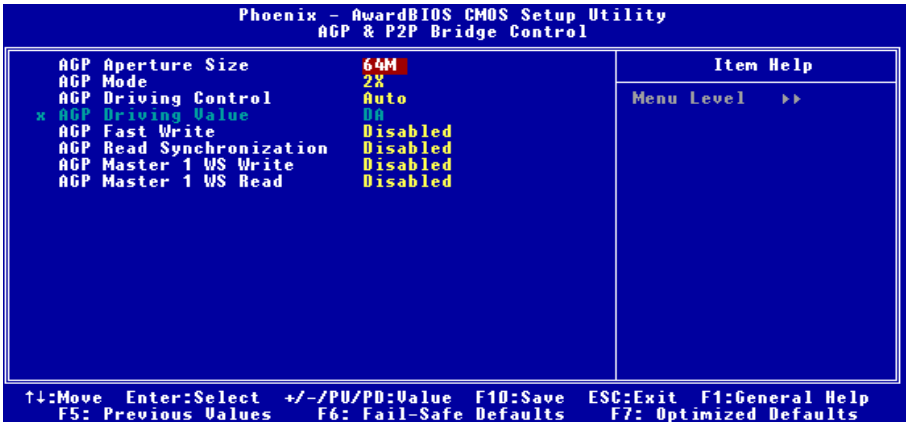 Phoenix - AwardBIOS CMOS Setup Utility
AGP & P2P Bridge Control
AGP Aperture Size 64M
AGP Mode 2X
AGP Driving Control Auto
x AGP Driving Value DA
AGP Fast Write Disabled
AGP Read Synchronization Disabled
AGP Master 1 WS Write Disabled
AGP Master 1 WS Read Disabled
Item Help
Menu Level ▸▸
↑↓:Move Enter:Select +/-/PU/PD:Value F10:Save ESC:Exit F1:General Help
F5: Previous Values F6: Fail-Safe Defaults F7: Optimized Defaults